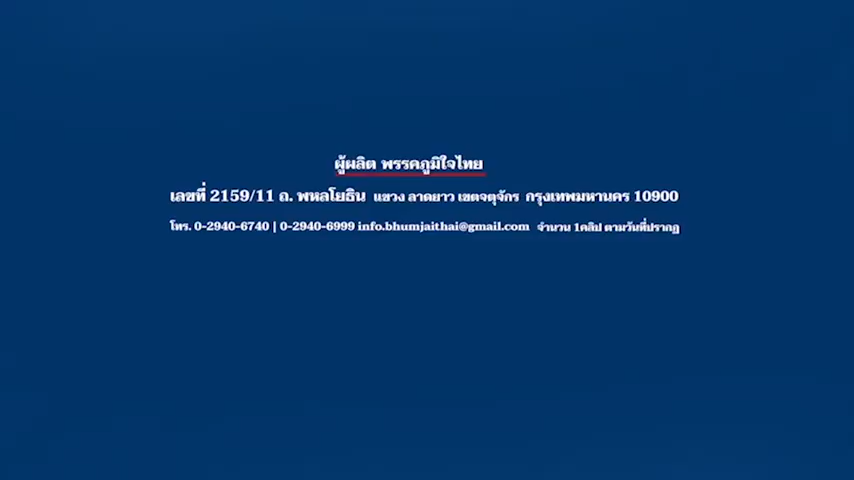 ผู้ผลิต พรรคภูมิใจไทย
เลขที่ 2159/11 ถ. พหลโยธิน แขวง ลาดยาว เขตจตุจักร กรุงเทพมหานคร 10900
โทร. 0-2940-6740 | 0-2940-6999 info.bhumjaithai@gmail.com จำนวน 1คลิป ตามวันที่ปรากฏ